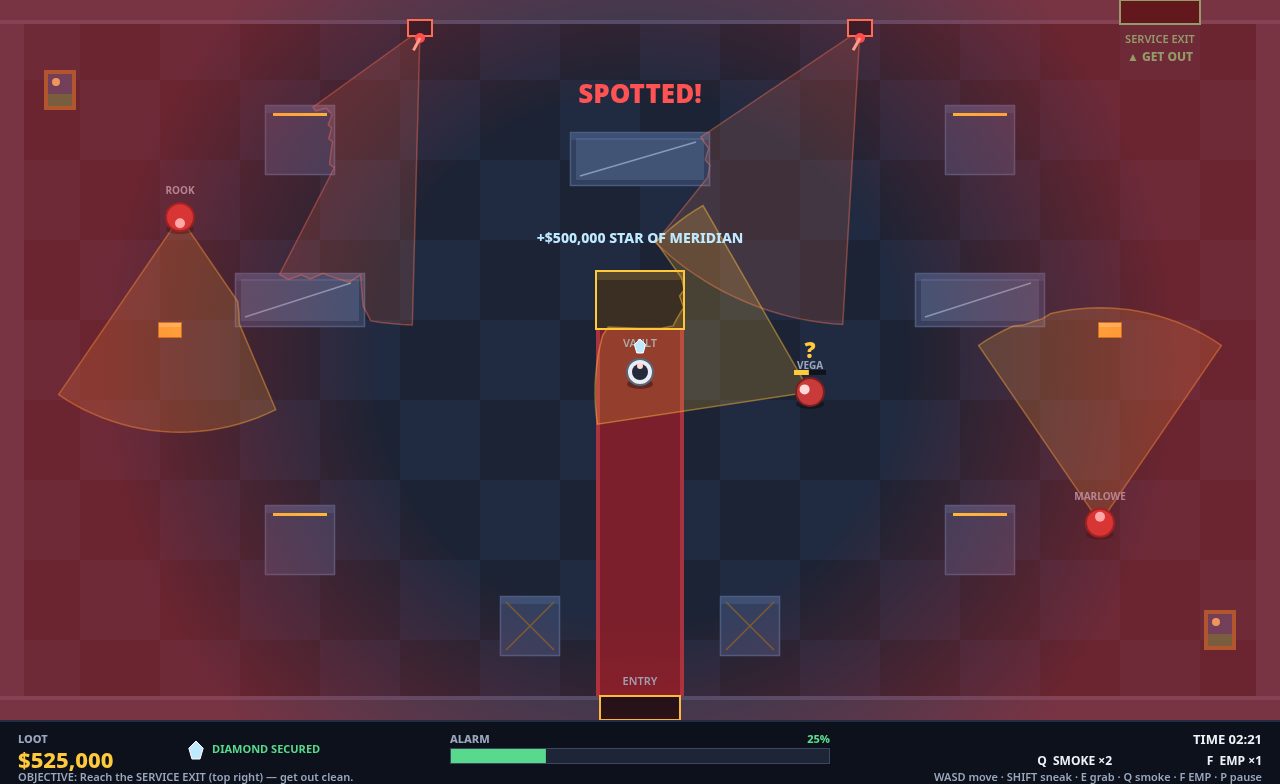 SERVICE EXIT
▲ GET OUT
SPOTTED!
ROOK
+$500,000 STAR OF MERIDIAN
VAULT
?
VEGA
MARLOWE
ENTRY
LOOT
$525,000
DIAMOND SECURED
ALARM
25%
TIME 02:21
Q SMOKE ×2
F EMP ×1
OBJECTIVE: Reach the SERVICE EXIT (top right) — get out clean.
WASD move · SHIFT sneak · E grab · Q smoke · F EMP · P pause